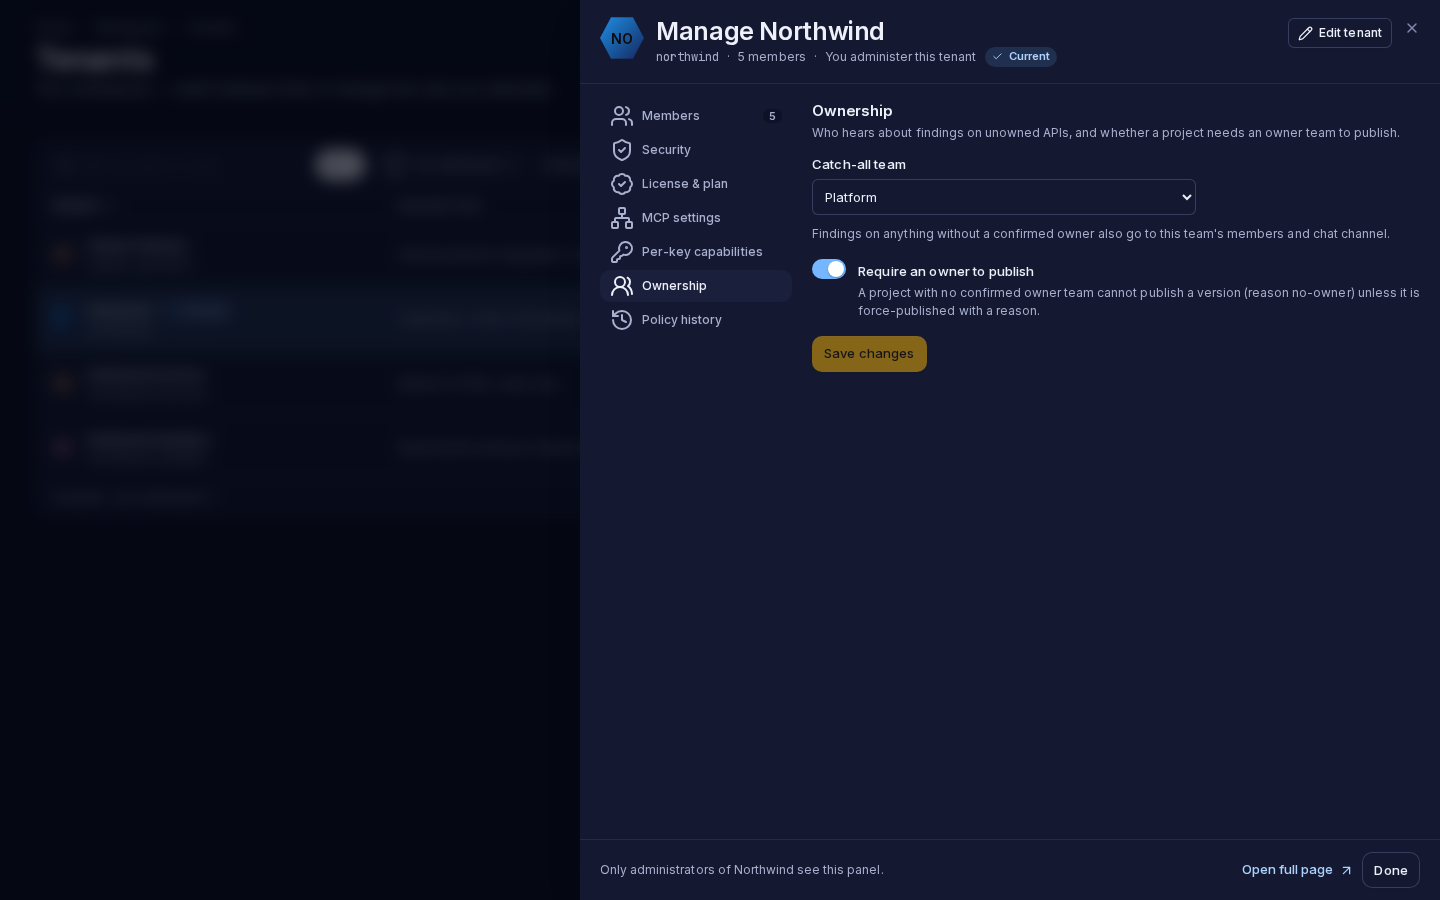 NO
Manage Northwind
northwind · 5 members · You administer this tenant
Current
Edit tenant
Members
5
Security
License & plan
MCP settings
Per-key capabilities
Ownership
Policy history
Ownership
Who hears about findings on unowned APIs, and whether a project needs an owner team to publish.
Catch-all team
Platform
Findings on anything without a confirmed owner also go to this team's members and chat channel.
Require an owner to publish
A project with no confirmed owner team cannot publish a version (reason no-owner) unless it is
force-published with a reason.
Save changes
Only administrators of Northwind see this panel.
Open full page
Done
Tenants